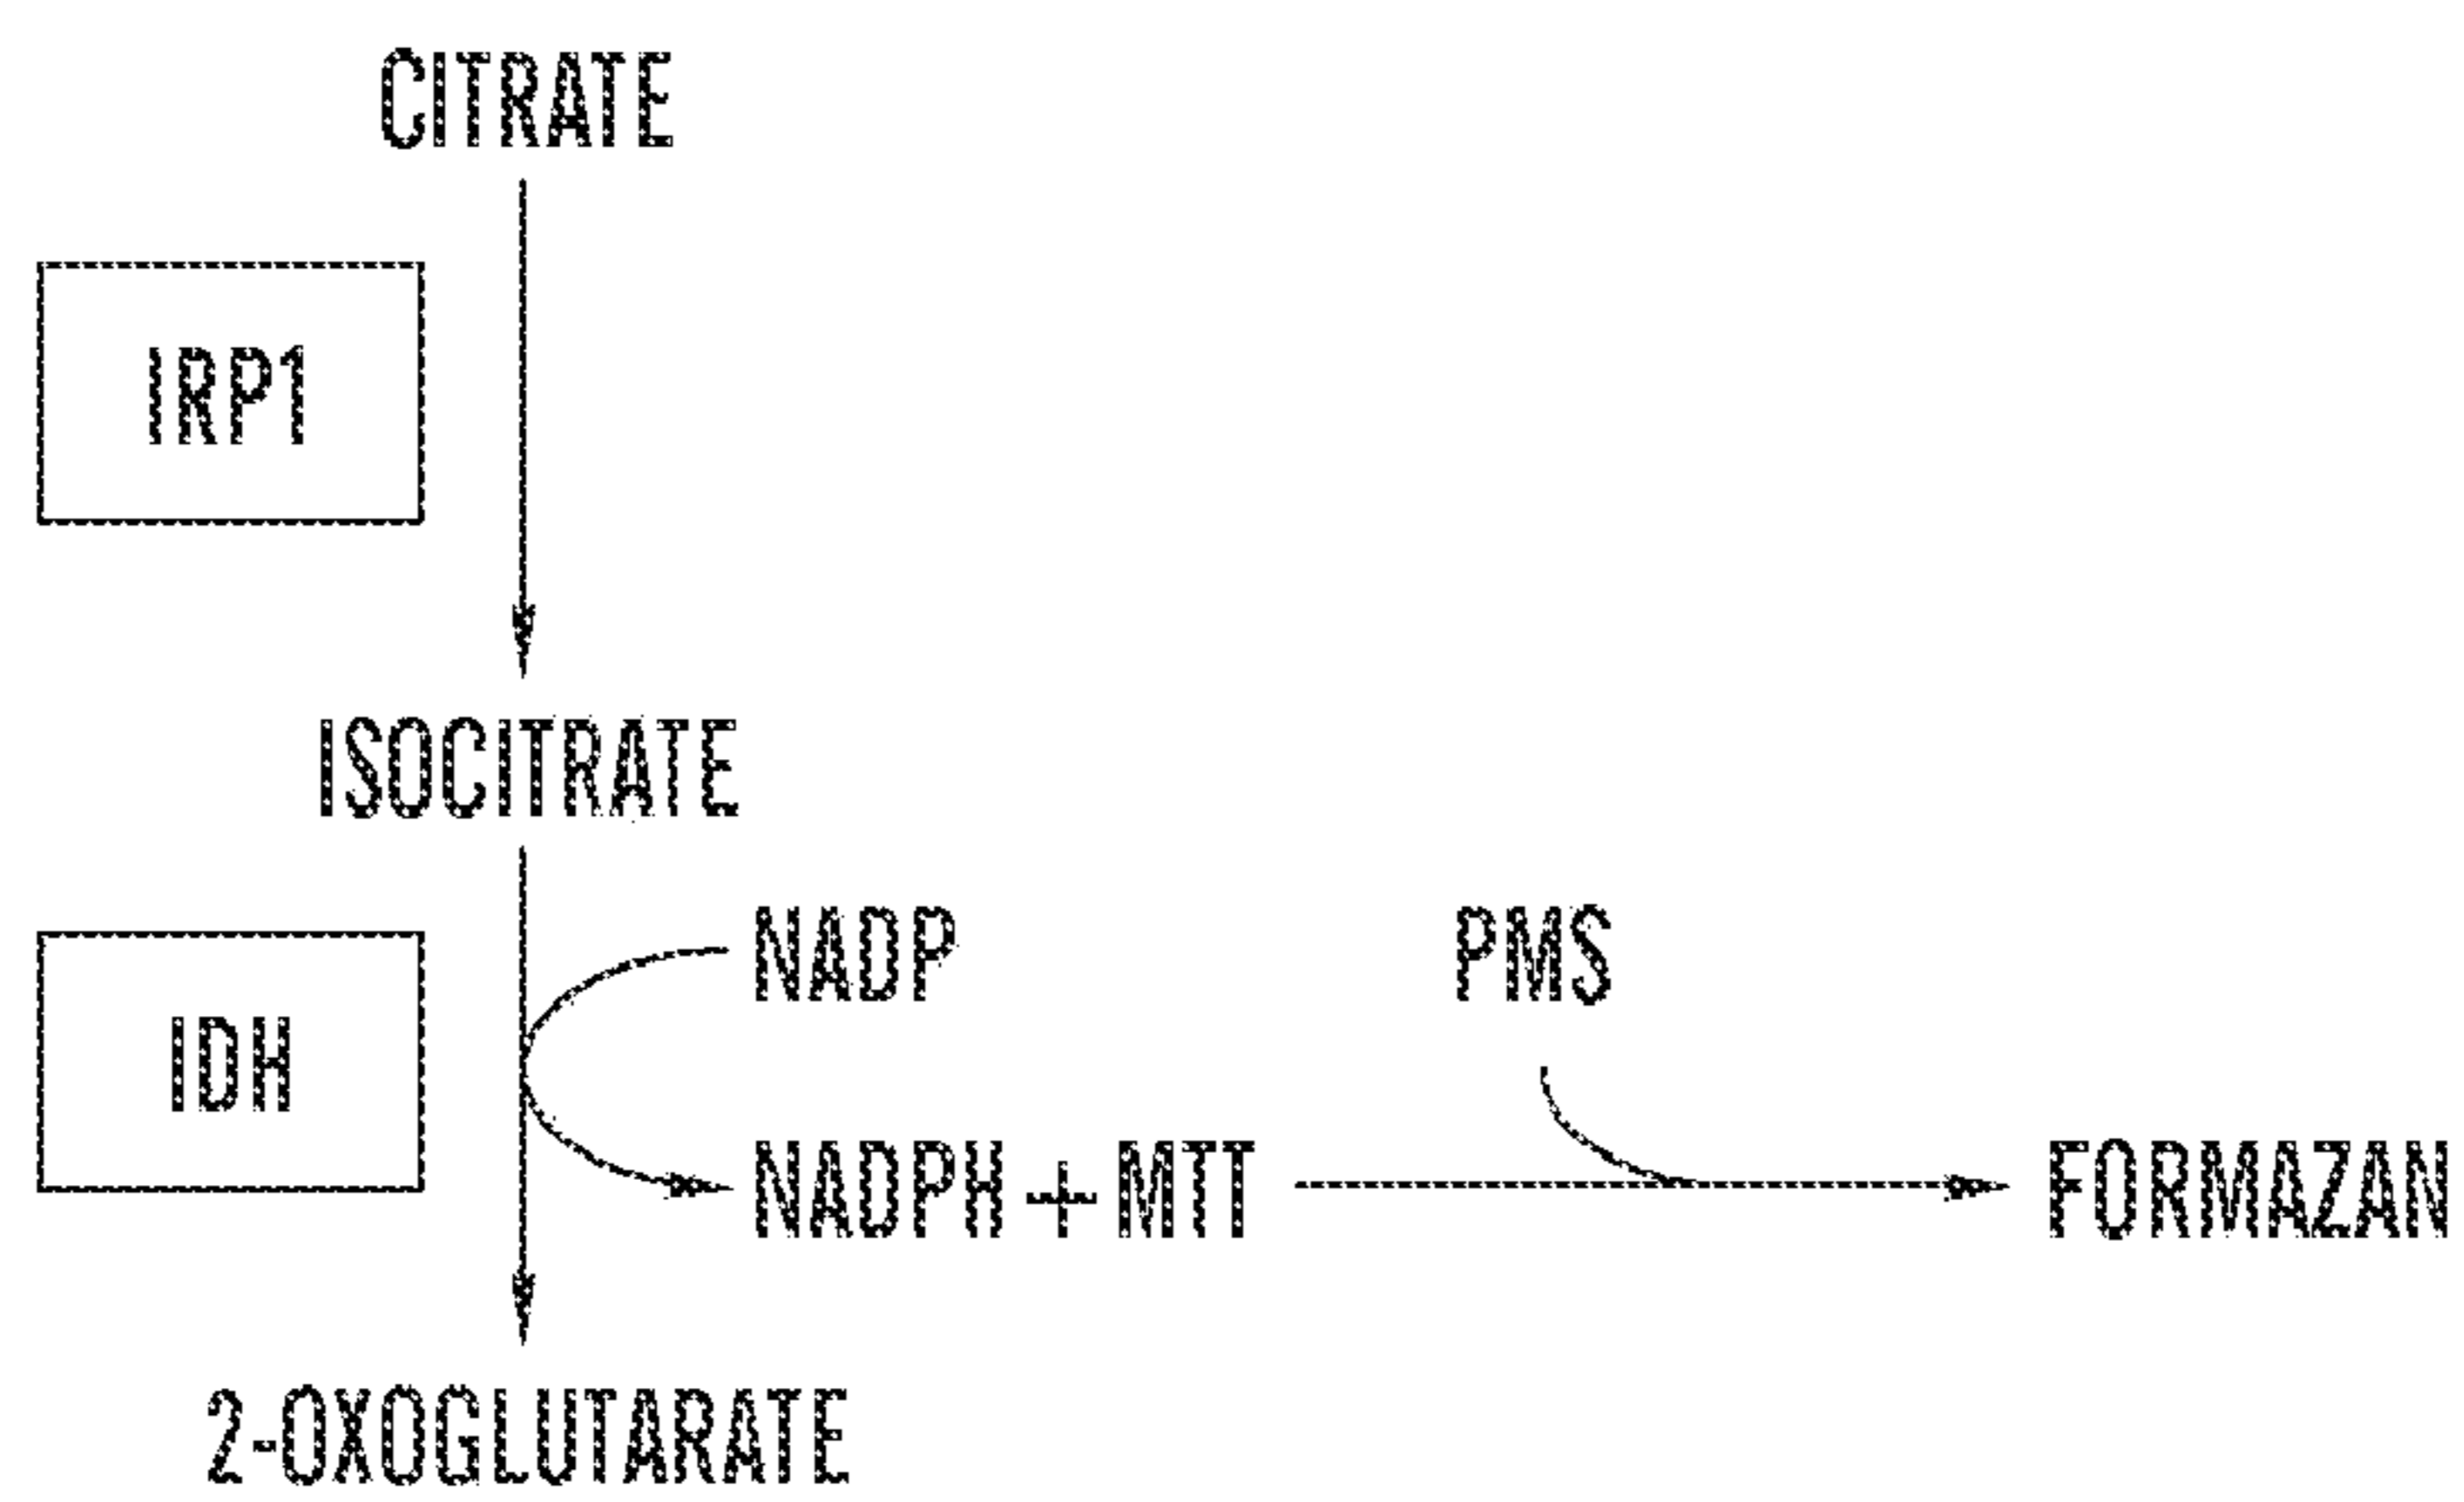 CITRATE
IRP1
ISOCITRATE
NADP
PMS
IDH
NADPH + MTT
FORMAZAN
2-OXOGLUTARATE